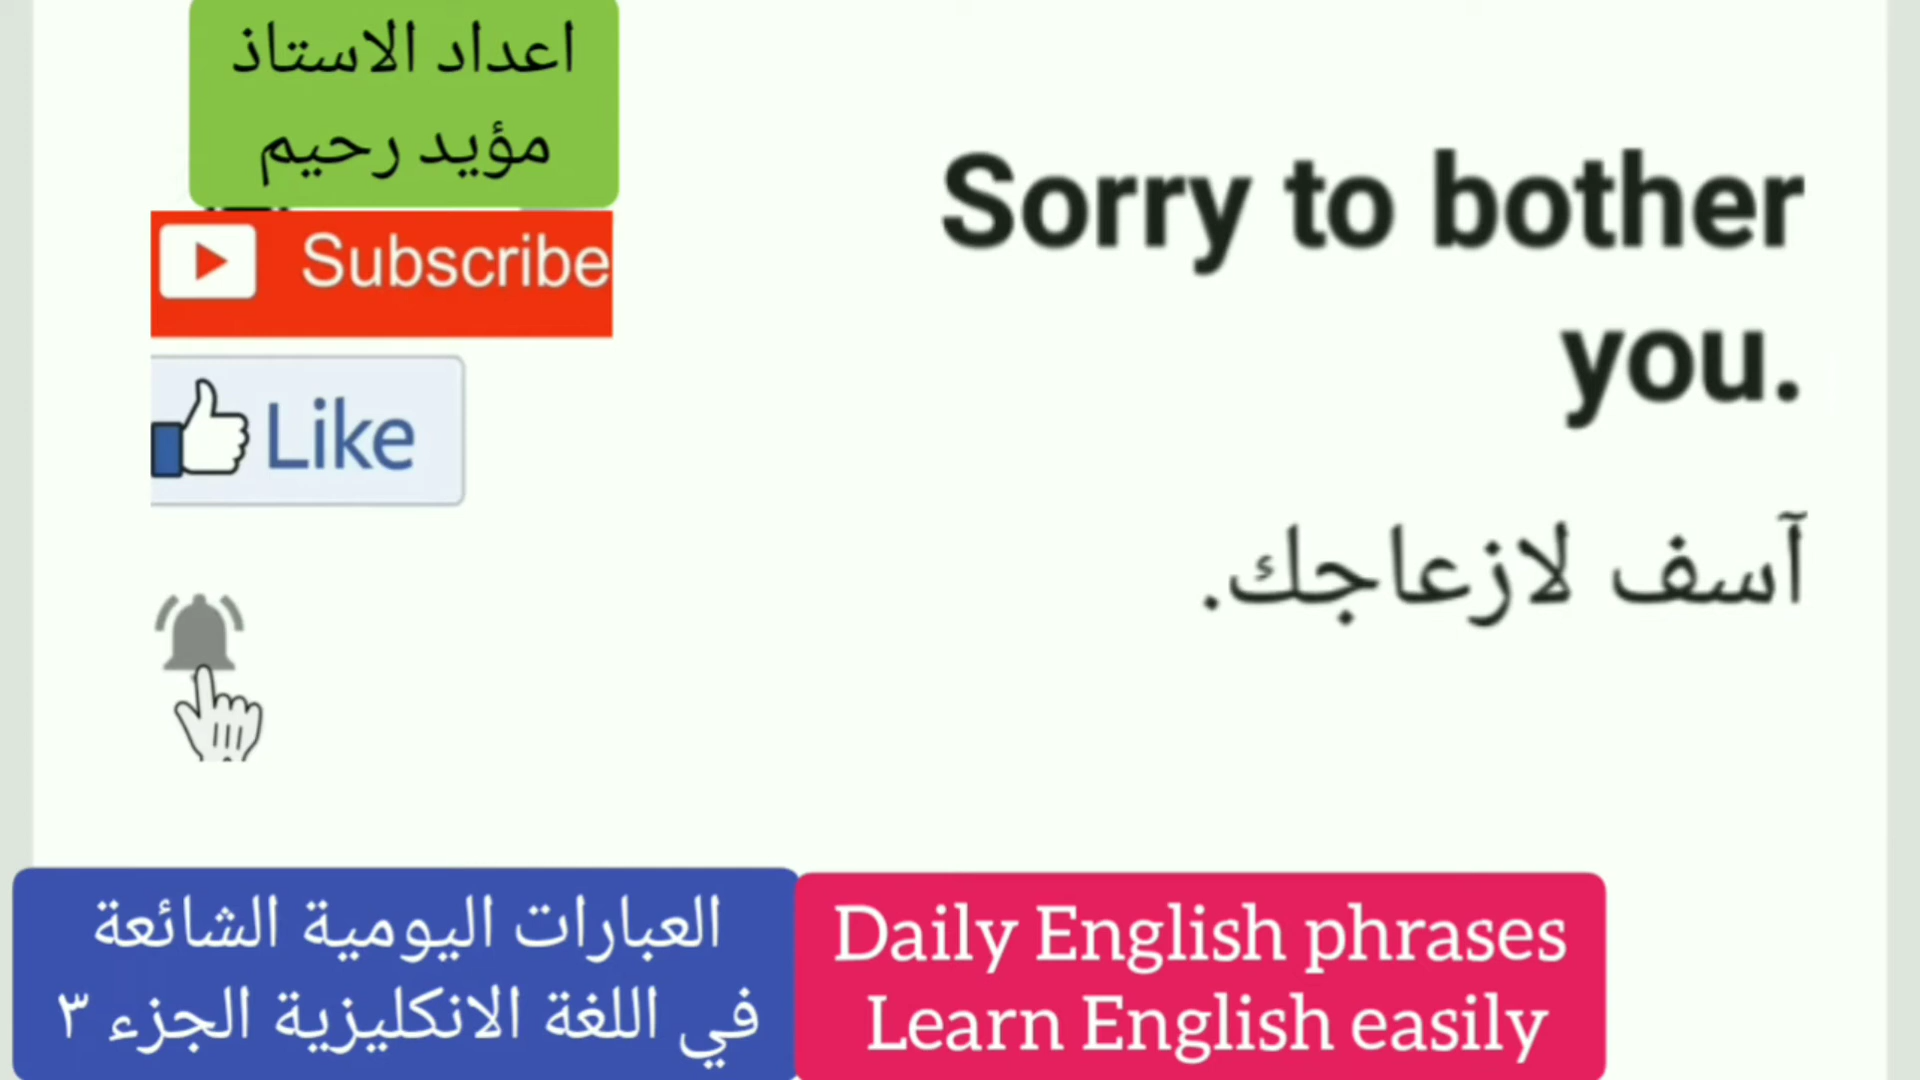 اعداد الاستاذ
مؤيد رحيم
Subscribe
Like
Sorry to bother
you.
آسف لازعاجك.
العبارات اليومية الشائعة
في اللغة الانكليزية الجزء ٣
Daily English phrases
Learn English easily